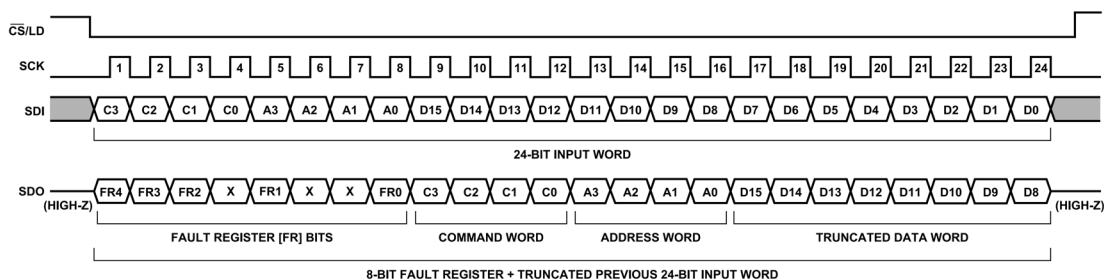 CS/LD
SCK 1 2 3 4 5 6 7 8 9 10 11 12 13 14 15 16 17 18 19 20 21 22 23 24
SDI C3 C2 C1 C0 A3 A2 A1 A0 D15 D14 D13 D12 D11 D10 D9 D8 D7 D6 D5 D4 D3 D2 D1 D0
24-BIT INPUT WORD
SDO FR4 FR3 FR2 X FR1 X X FR0 C3 C2 C1 C0 A3 A2 A1 A0 D15 D14 D13 D12 D11 D10 D9 D8
(HIGH-Z) (HIGH-Z)
FAULT REGISTER [FR] BITS COMMAND WORD ADDRESS WORD TRUNCATED DATA WORD
8-BIT FAULT REGISTER + TRUNCATED PREVIOUS 24-BIT INPUT WORD